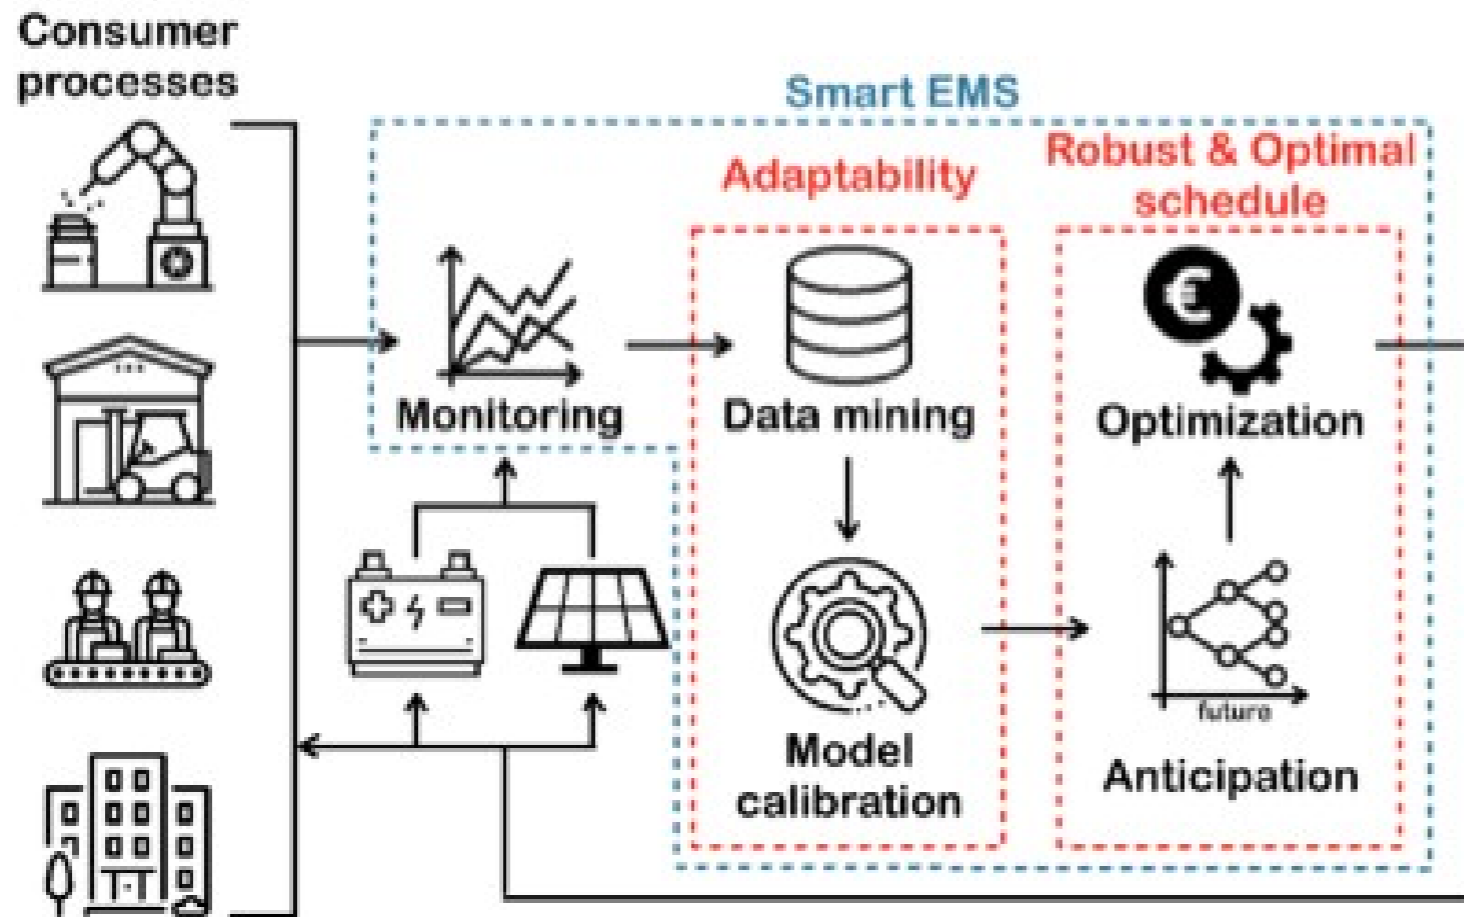 Consumer
processes
Smart EMS
Adaptability
Robust & Optimal
schedule
Monitoring
Data mining
Optimization
future
Model
calibration
Anticipation